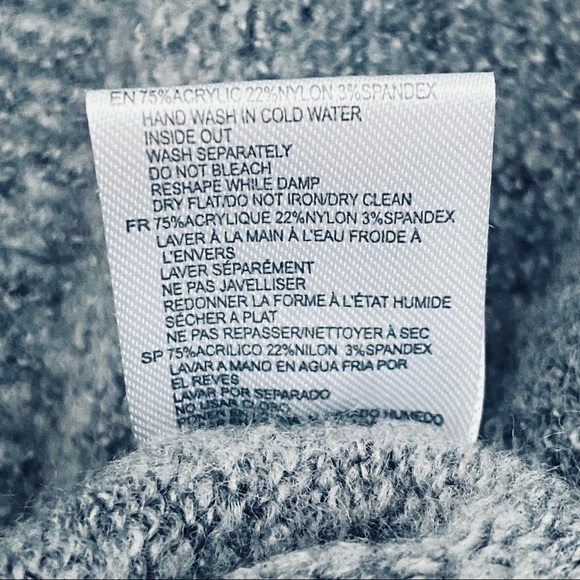 EN 75%ACRYLIC 22%NYLON 3%SPANDEX
HAND WASH IN COLD WATER
INSIDE OUT
WASH SEPARATELY
DO NOT BLEACH
RESHAPE WHILE DAMP
DRY FLAT/DO NOT IRON/DRY CLEAN
FR 75%ACRYLIQUE 22%NYLON 3%SPANDEX
LAVER À LA MAIN À L'EAU FROIDE À
L'ENVERS
LAVER SÉPARÉMENT
NE PAS JAVELLISER
REDONNER LA FORME À L'ÉTAT HUMIDE
SÉCHER A PLAT
NE PAS REPASSER/NETTOYER À SEC
SP 75%ACRILICO 22%NILON 3%SPANDEX
LAVAR A MANO EN AGUA FRIA POR
EL REVES
LAVAR POR SEPARADO
NO USAR CLORO
HUMEDO